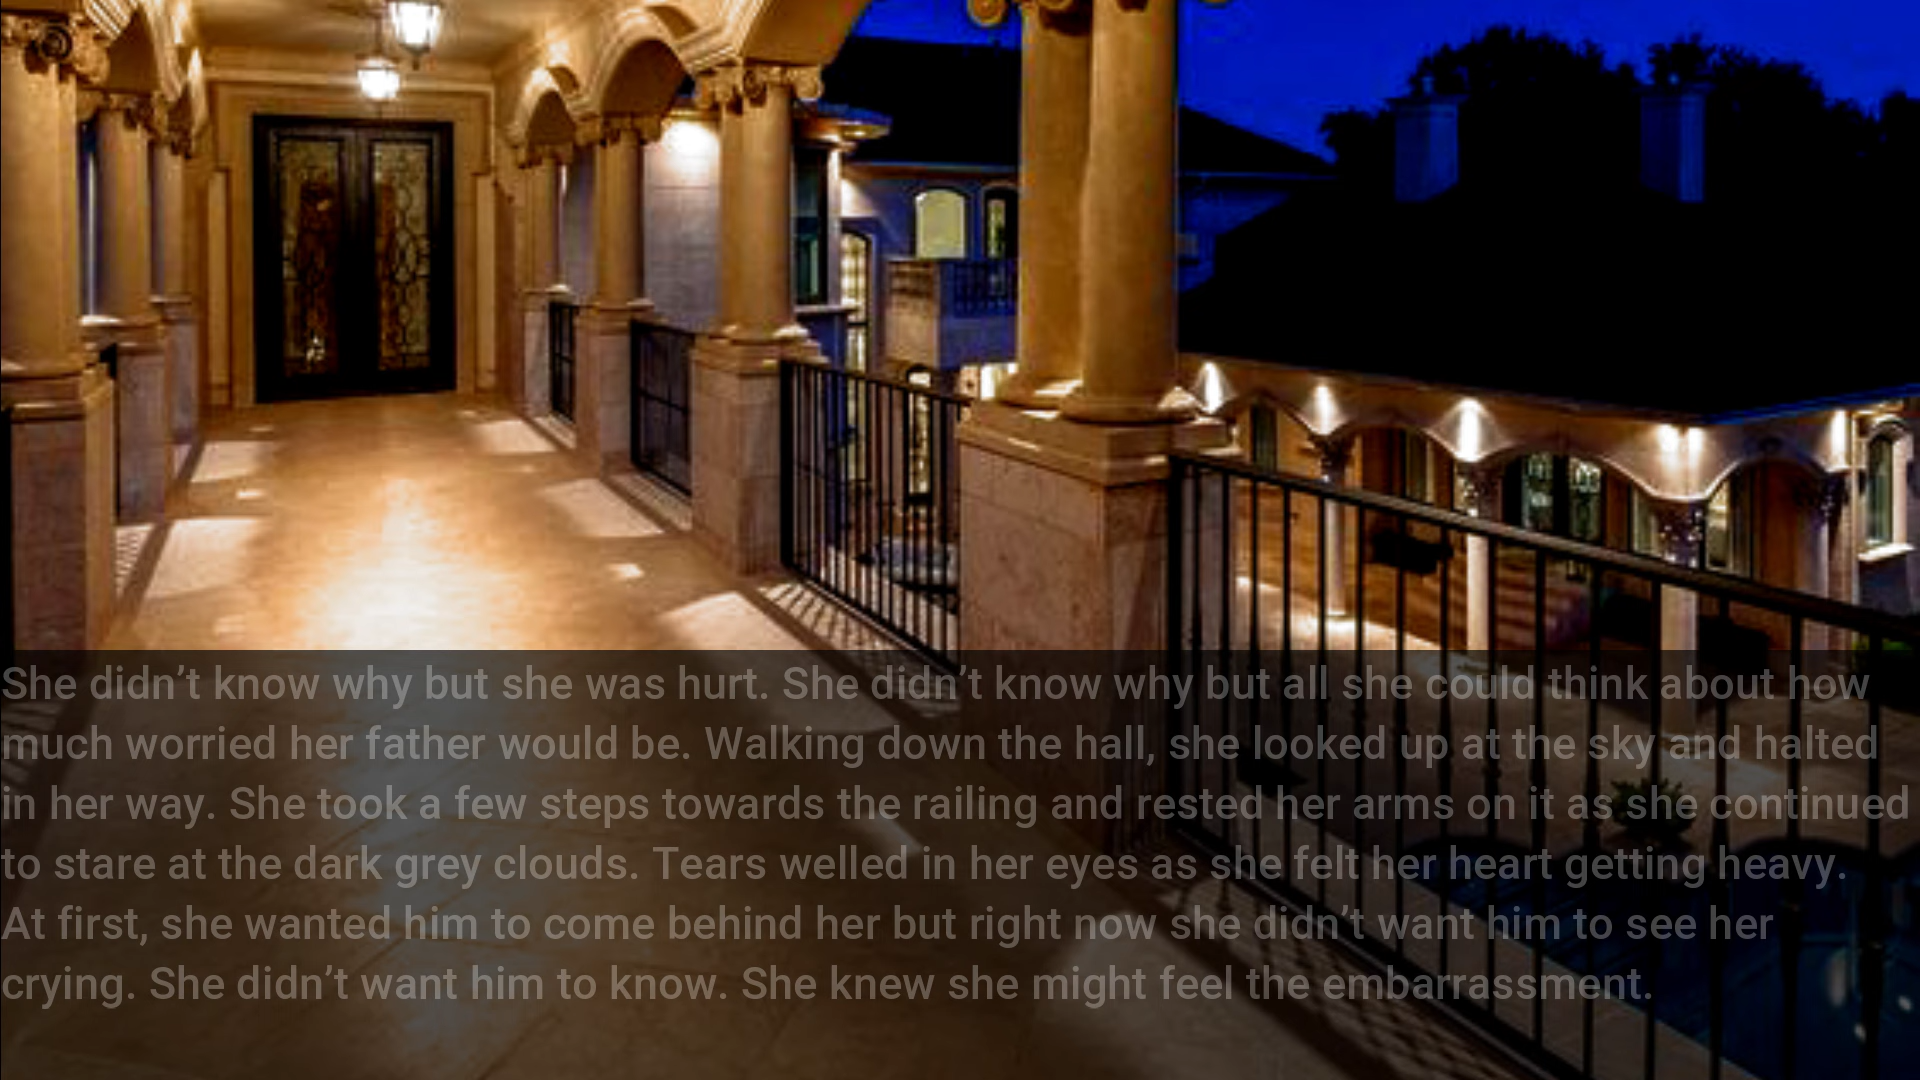 She didn’t know why but she was hurt. She didn’t know why but all she could think about how
much worried her father would be. Walking down the hall, she looked up at the sky and halted
in her way. She took a few steps towards the railing and rested her arms on it as she continued
to stare at the dark grey clouds. Tears welled in her eyes as she felt her heart getting heavy.
At first, she wanted him to come behind her but right now she didn’t want him to see her
crying. She didn’t want him to know. She knew she might feel the embarrassment.